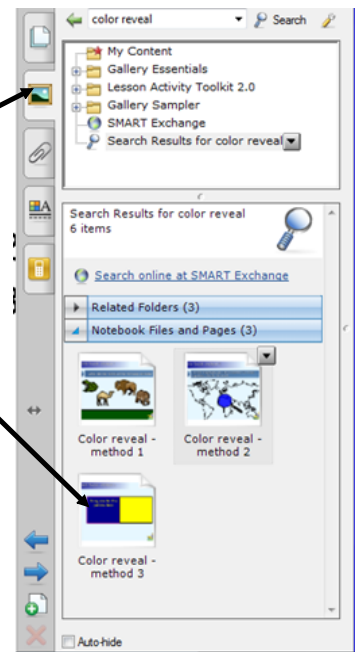 color reveal
Search
My Content
Gallery Essentials
Lesson Activity Toolkit 2.0
Gallery Sampler
SMART Exchange
Search Results for color reveal
Search Results for color reveal
6 items
Search online at SMART Exchange
Related Folders (3)
Notebook Files and Pages (3)
Color reveal -
method 1
Color reveal -
method 2
Color reveal -
method 3
Auto-hide